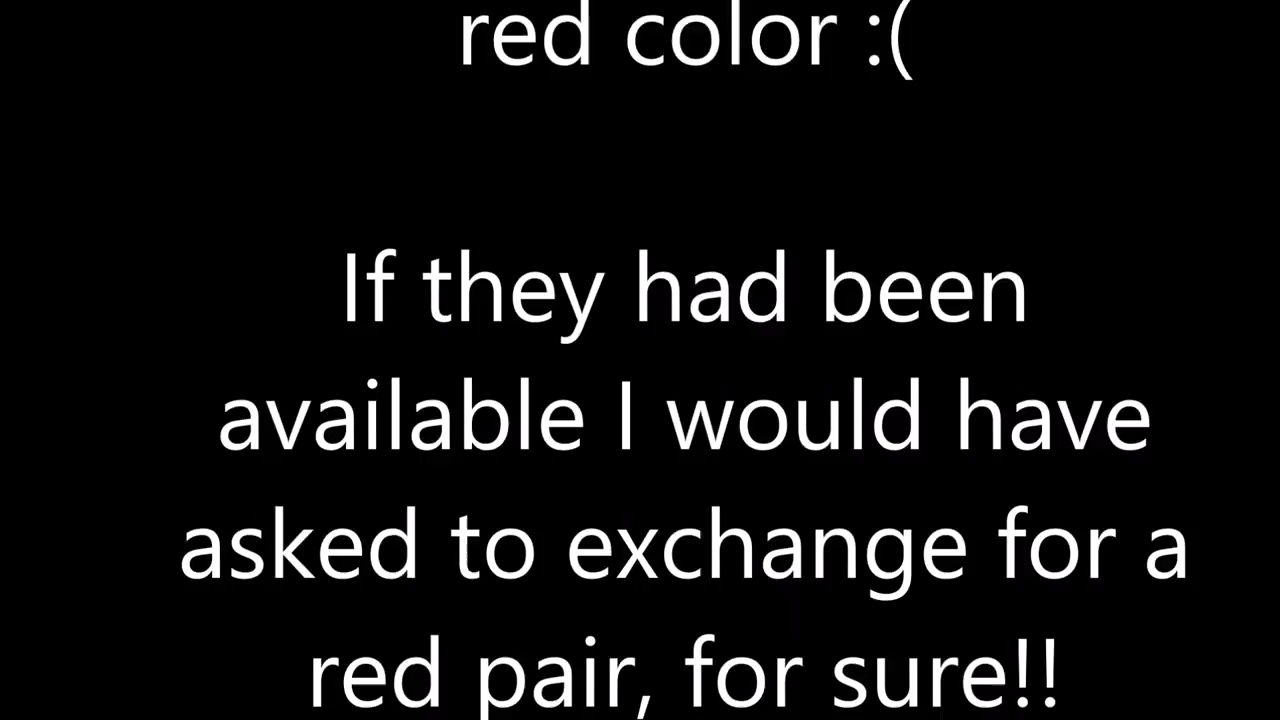 red color :(
If they had been
available I would have
asked to exchange for a
red pair, for sure!!